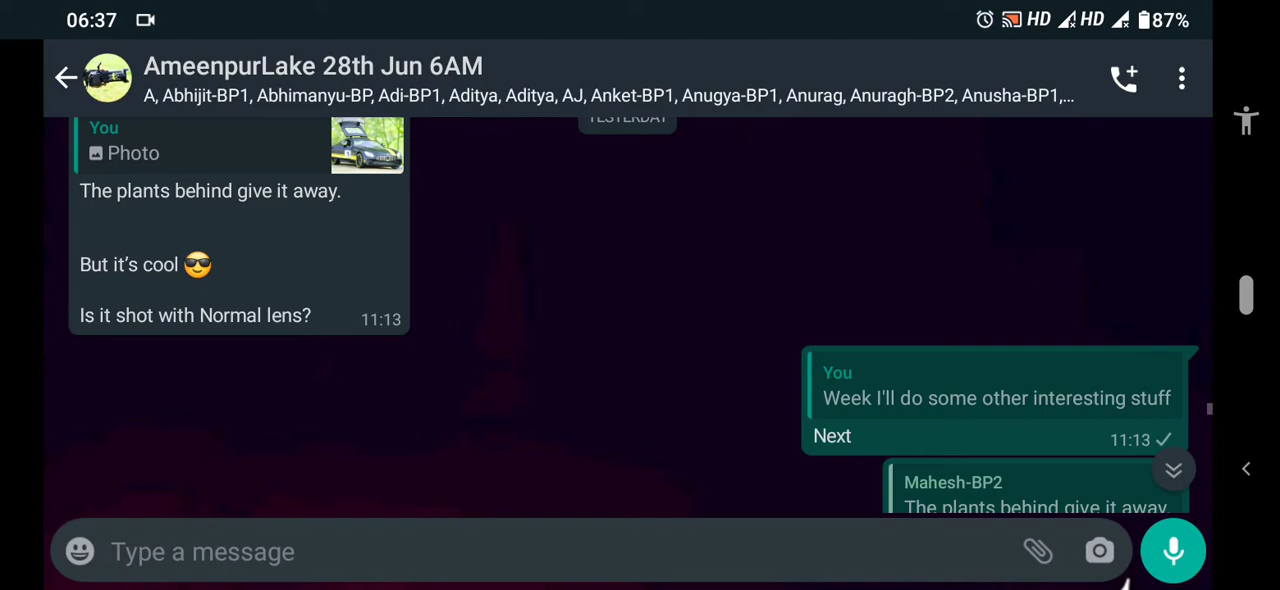 06:37
HD HD 87%
AmeenpurLake 28th Jun 6AM
A, Abhijit-BP1, Abhimanyu-BP, Adi-BP1, Aditya, Aditya, AJ, Anket-BP1, Anugya-BP1, Anurag, Anuragh-BP2, Anusha-BP1,...
YESTERDAY
You
Photo
The plants behind give it away.
But it’s cool 😎
Is it shot with Normal lens?
11:13
You
Week I'll do some other interesting stuff
Next
11:13
Mahesh-BP2
The plants behind give it away.
Type a message